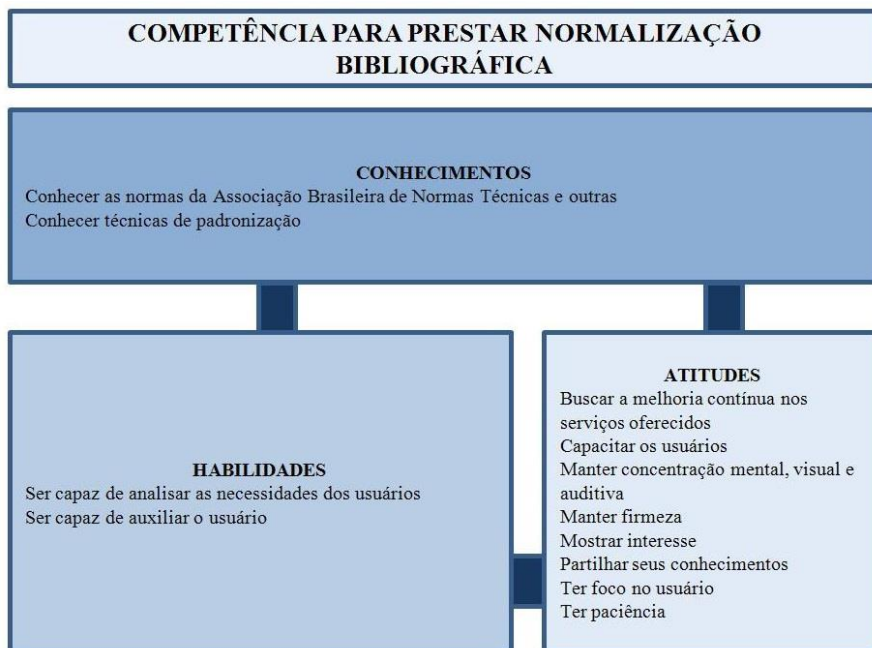 COMPETÊNCIA PARA PRESTAR NORMALIZAÇÃO
BIBLIOGRÁFICA
CONHECIMENTOS
Conhecer as normas da Associação Brasileira de Normas Técnicas e outras
Conhecer técnicas de padronização
HABILIDADES
Ser capaz de analisar as necessidades dos usuários
Ser capaz de auxiliar o usuário
ATITUDES
Buscar a melhoria contínua nos
serviços oferecidos
Capacitar os usuários
Manter concentração mental, visual e
auditiva
Manter firmeza
Mostrar interesse
Partilhar seus conhecimentos
Ter foco no usuário
Ter paciência